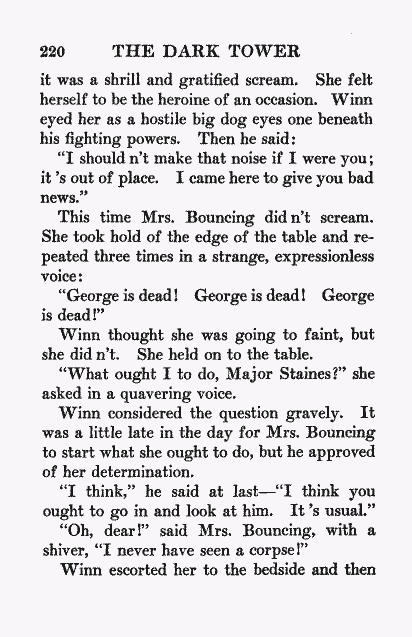 220 THE DARK TOWER
it was a shrill and gratified scream. She felt
herself to be the heroine of an occasion. Winn
eyed her as a hostile big dog eyes one beneath
his fighting powers. Then he said:
"I should n't make that noise if I were you;
it 's out of place. I came here to give you bad
news."
This time Mrs. Bouncing did n't scream.
She took hold of the edge of the table and re-
peated three times in a strange, expressionless
voice:
"George is dead! George is dead! George
is dead!"
Winn thought she was going to faint, but
she did n't. She held on to the table.
"What ought I to do, Major Staines?" she
asked in a quavering voice.
Winn considered the question gravely. It
was a little late in the day for Mrs. Bouncing
to start what she ought to do, but he approved
of her determination.
"I think," he said at last—"I think you
ought to go in and look at him. It 's usual."
"Oh, dear!" said Mrs. Bouncing, with a
shiver, "I never have seen a corpse!"
Winn escorted her to the bedside and then